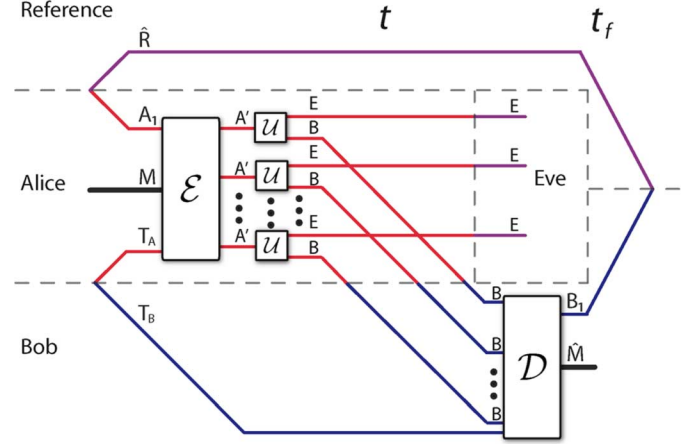 Reference
t
t_f
R̂
E
E
A₁
A'
𝒰
B
E
E
Alice
M
ℰ
A'
𝒰
B
Eve
T_A
A'
𝒰
E
B
E
T_B
B
B₁
Bob
B
𝒟
M̂
B